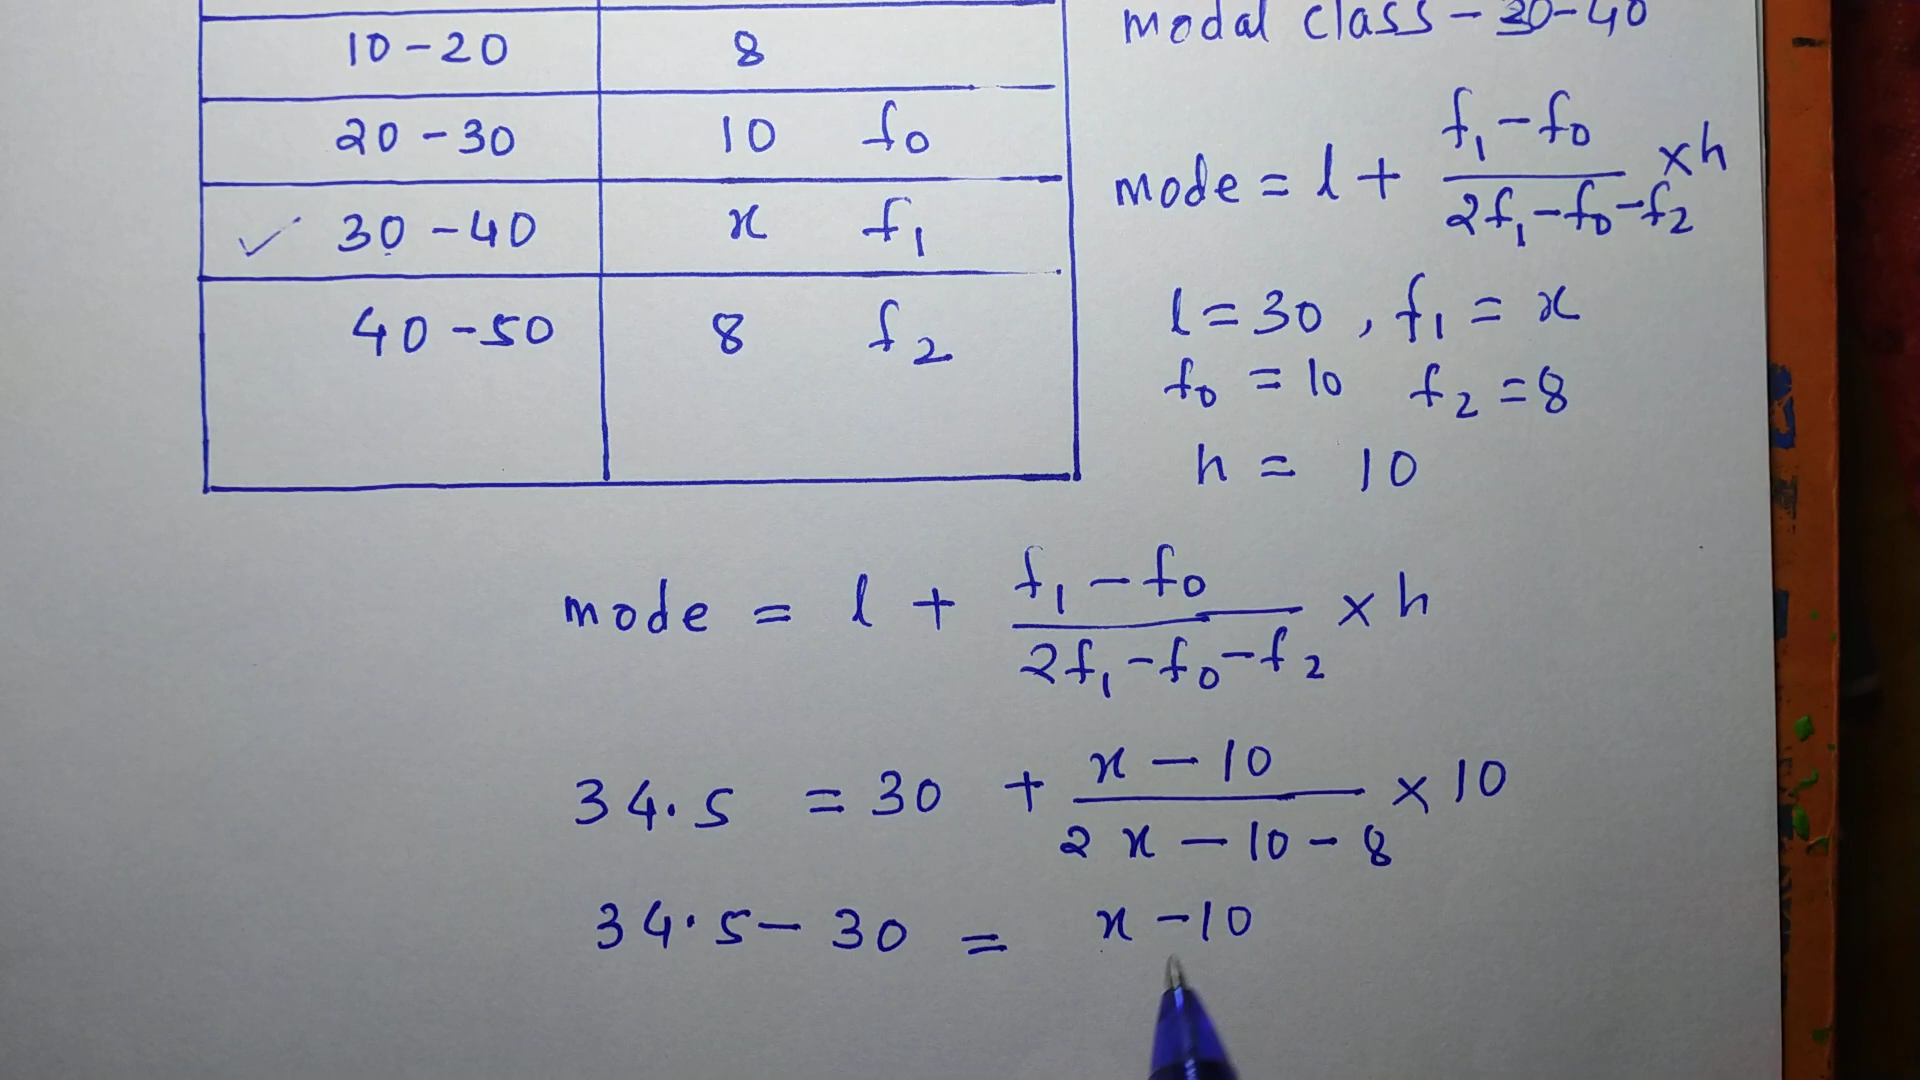 10-20 8
20-30 10 f0
✓ 30-40 x f1
40-50 8 f2
modal class - 30-40
mode = l + f1-f0 / 2f1-f0-f2 xh
l = 30, f1 = x
f0 = 10 f2 = 8
h = 10
mode = l + f1-f0 / 2f1-f0-f2 x h
34.5 = 30 + x-10 / 2x-10-8 x 10
34.5-30 = x-10